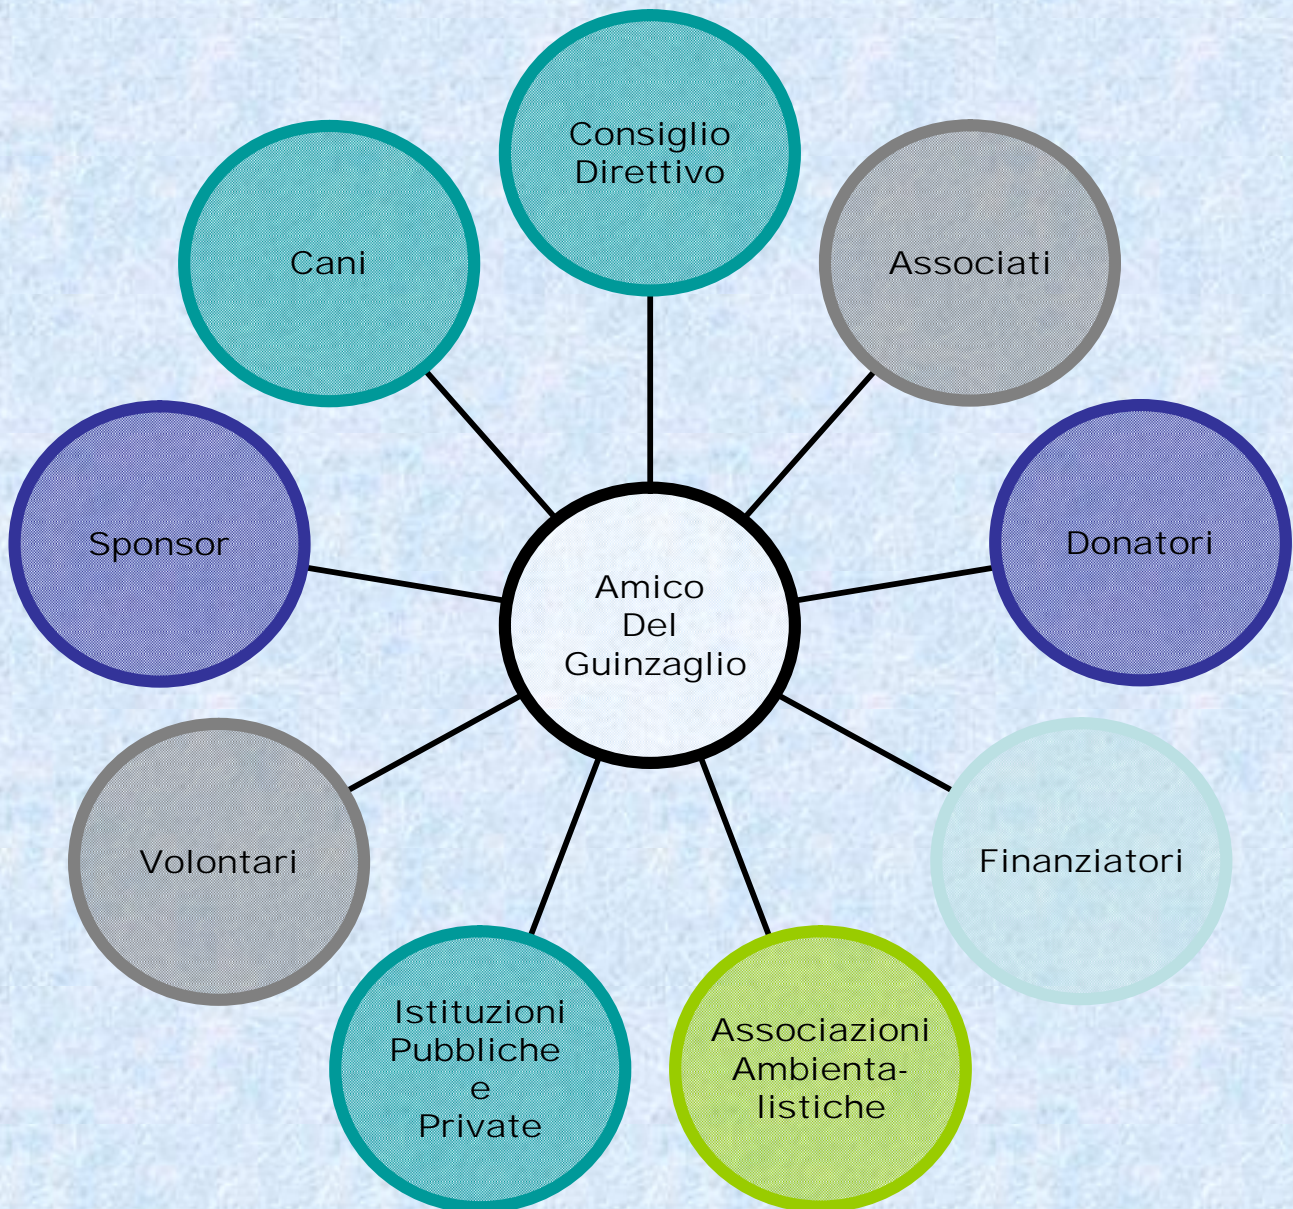 Consiglio
Direttivo
Cani
Associati
Sponsor
Donatori
Amico
Del
Guinzaglio
Volontari
Finanziatori
Istituzioni
Pubbliche
e
Private
Associazioni
Ambienta-
listiche